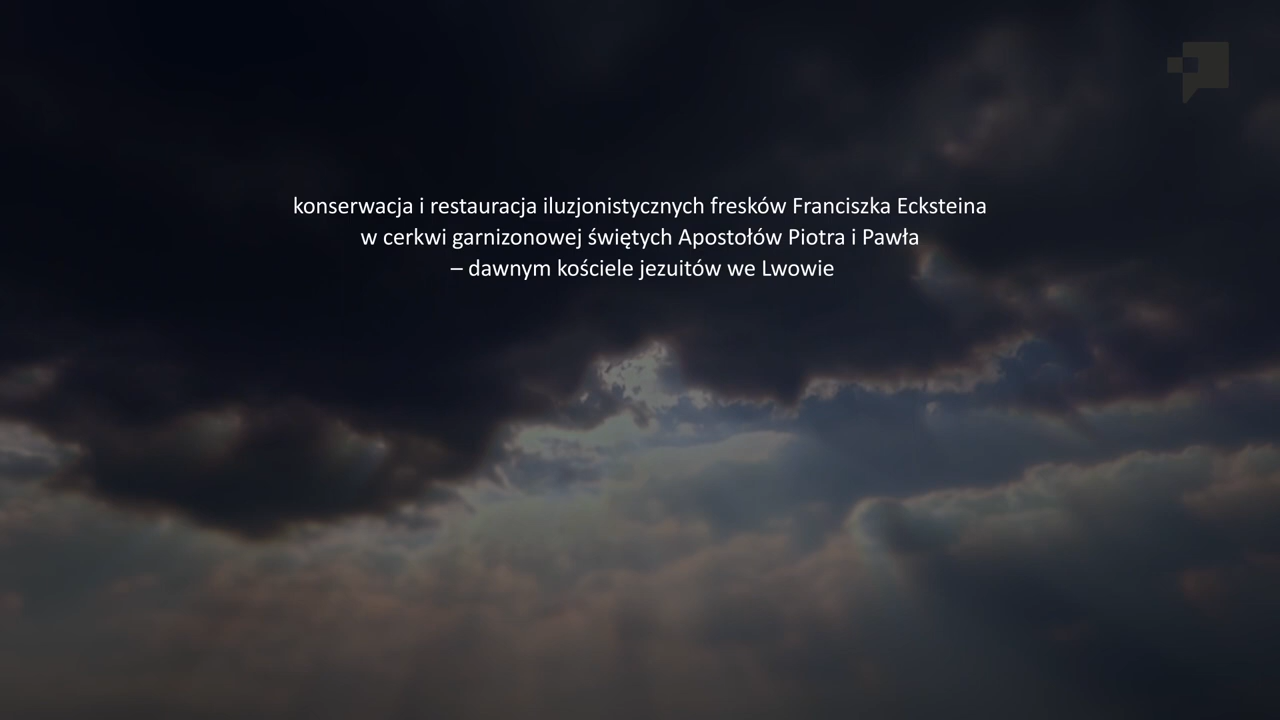 konserwacja i restauracja iluzjonistycznych fresków Franciszka Ecksteina
w cerkwi garnizonowej świętych Apostołów Piotra i Pawła
– dawnym kościele jezuitów we Lwowie